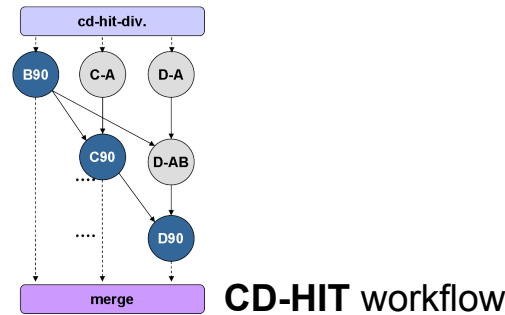 cd-hit-div.
B90 C-A D-A
C90 D-AB
....
....
D90
merge
CD-HIT workflow